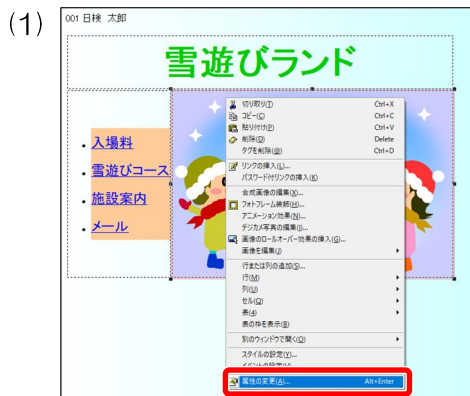 (1)
001 日検 太郎
雪遊びランド
・入場料
・雪遊びコース
・施設案内
・メール
切り取り(T) Ctrl+X
コピー(C) Ctrl+C
貼り付け(P) Ctrl+V
削除(D) Delete
タグを削除(@) Ctrl+D
リンクの挿入(L)...
パスワード付リンクの挿入(K)
合成画像の編集(X)...
フォトフレーム装飾(H)...
アニメーション効果(N)...
デジカメ写真の編集(I)...
画像のロールオーバー効果の挿入(G)...
画像を編集(J)
行または列の追加(S)...
行(M)
列(U)
セル(Q)
表(4)
表の枠を表示(B)
別のウィンドウで開く(O)
スタイルの設定(Y)...
属性の変更(A)... Alt+Enter